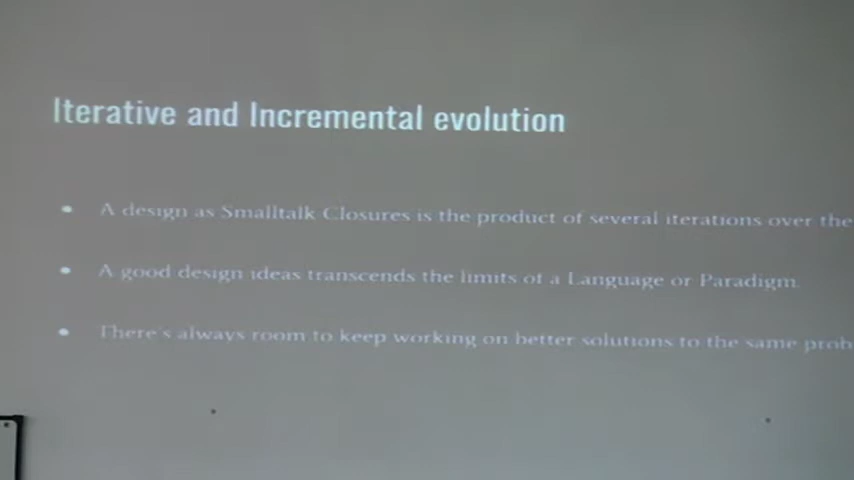 Iterative and Incremental evolution
A design as Smalltalk Closures is the product of several iterations over the
A good design ideas transcends the limits of a Language or Paradigm.
There's always room to keep working on better solutions to the same prob